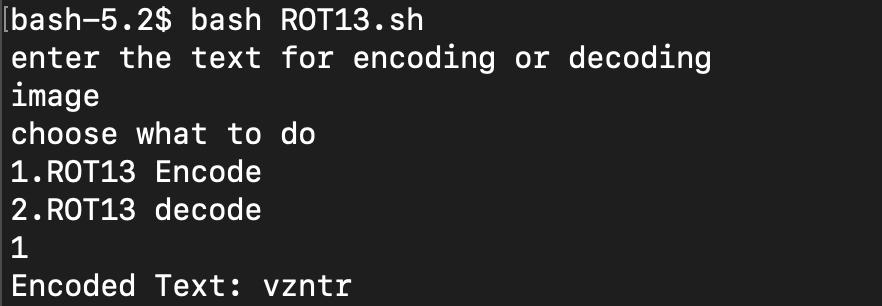 [bash-5.2$ bash ROT13.sh
enter the text for encoding or decoding
image
choose what to do
1.ROT13 Encode
2.ROT13 decode
1
Encoded Text: vzntr